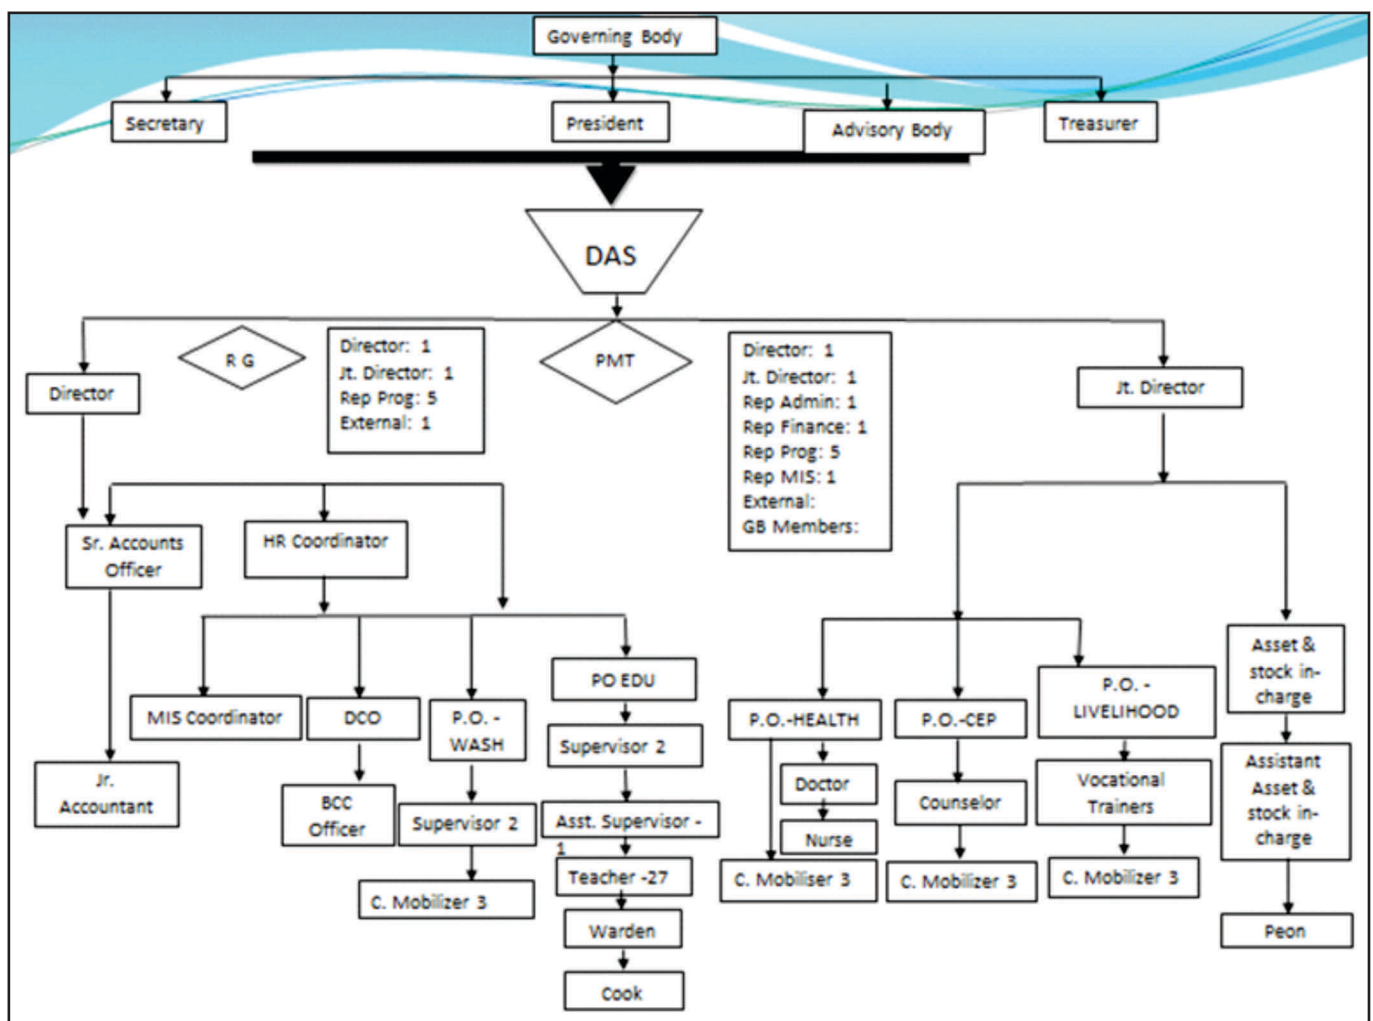 Governing Body
Secretary
President
Advisory Body
Treasurer
DAS
R G
Director: 1
Jt. Director: 1
Rep Prog: 5
External: 1
PMT
Director: 1
Jt. Director: 1
Rep Admin: 1
Rep Finance: 1
Rep Prog: 5
Rep MIS: 1
External:
GB Members:
Director
Jt. Director
Sr. Accounts
Officer
HR Coordinator
MIS Coordinator
DCO
P.O. -
WASH
PO EDU
P.O.-HEALTH
P.O.-CEP
P.O. -
LIVELIHOOD
Asset &
stock in-
charge
Jr.
Accountant
BCC
Officer
Supervisor 2
C. Mobilizer 3
Supervisor 2
Asst. Supervisor -
1
Teacher -27
Warden
Cook
Doctor
Nurse
C. Mobiliser 3
Counselor
C. Mobilizer 3
Vocational
Trainers
C. Mobilizer 3
Assistant
Asset &
stock in-
charge
Peon